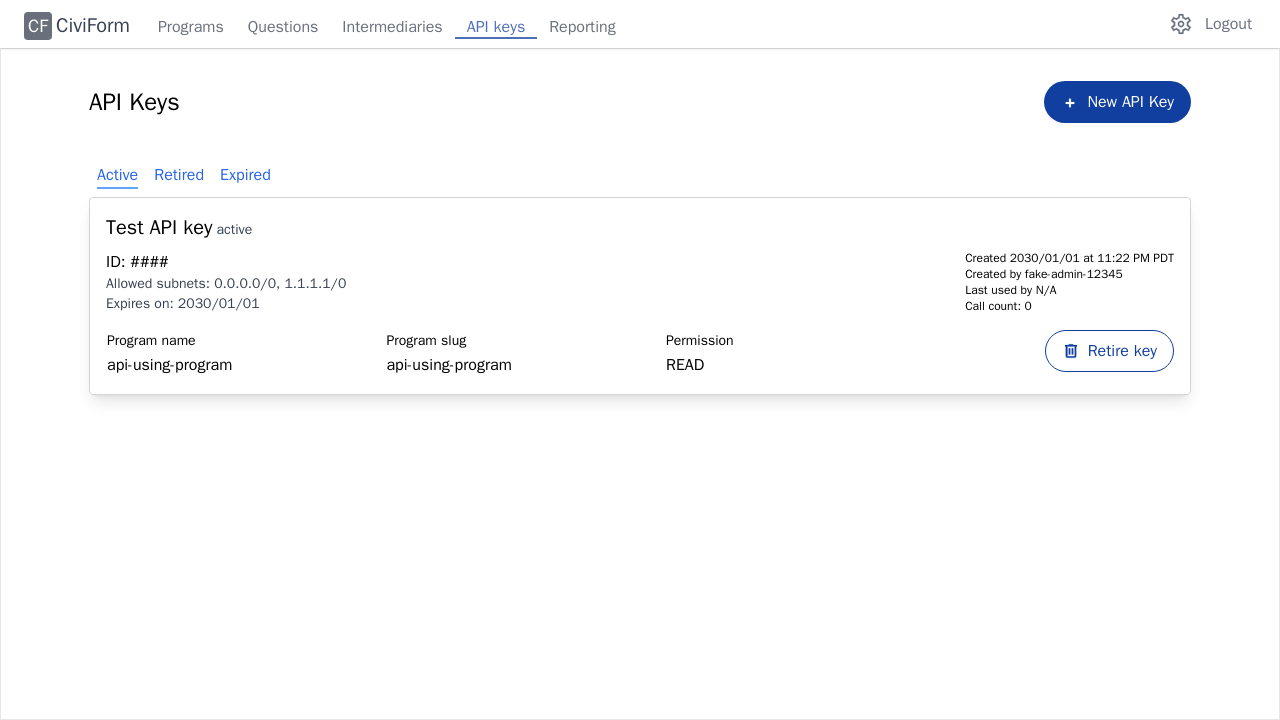 CF CiviForm Programs Questions Intermediaries API keys Reporting Logout
API Keys + New API Key
Active Retired Expired
Test API key active
ID: ####
Allowed subnets: 0.0.0.0/0, 1.1.1.1/0
Expires on: 2030/01/01
Created 2030/01/01 at 11:22 PM PDT
Created by fake-admin-12345
Last used by N/A
Call count: 0
Program name Program slug Permission
api-using-program api-using-program READ
Retire key